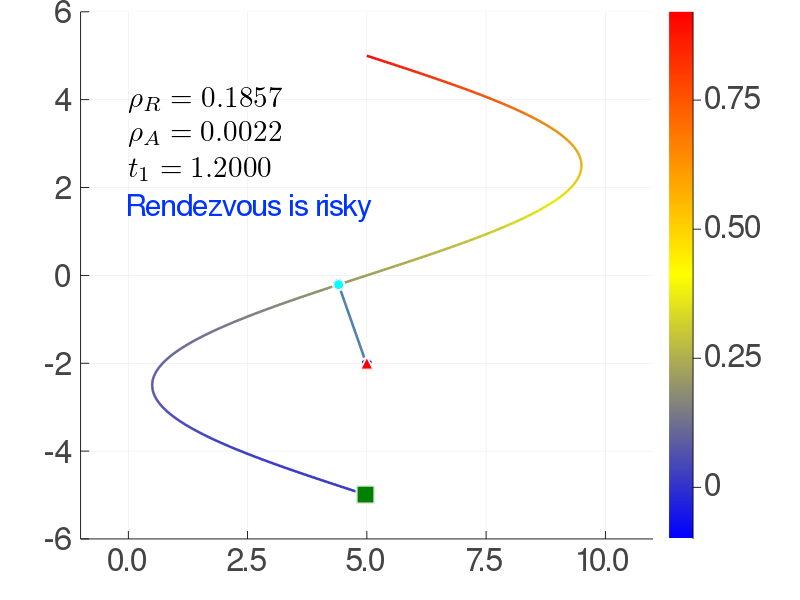 6
4
2
0
-2
-4
-6
0.0 2.5 5.0 7.5 10.0
ρ_R = 0.1857
ρ_A = 0.0022
t_1 = 1.2000
Rendezvous is risky
0.75
0.50
0.25
0